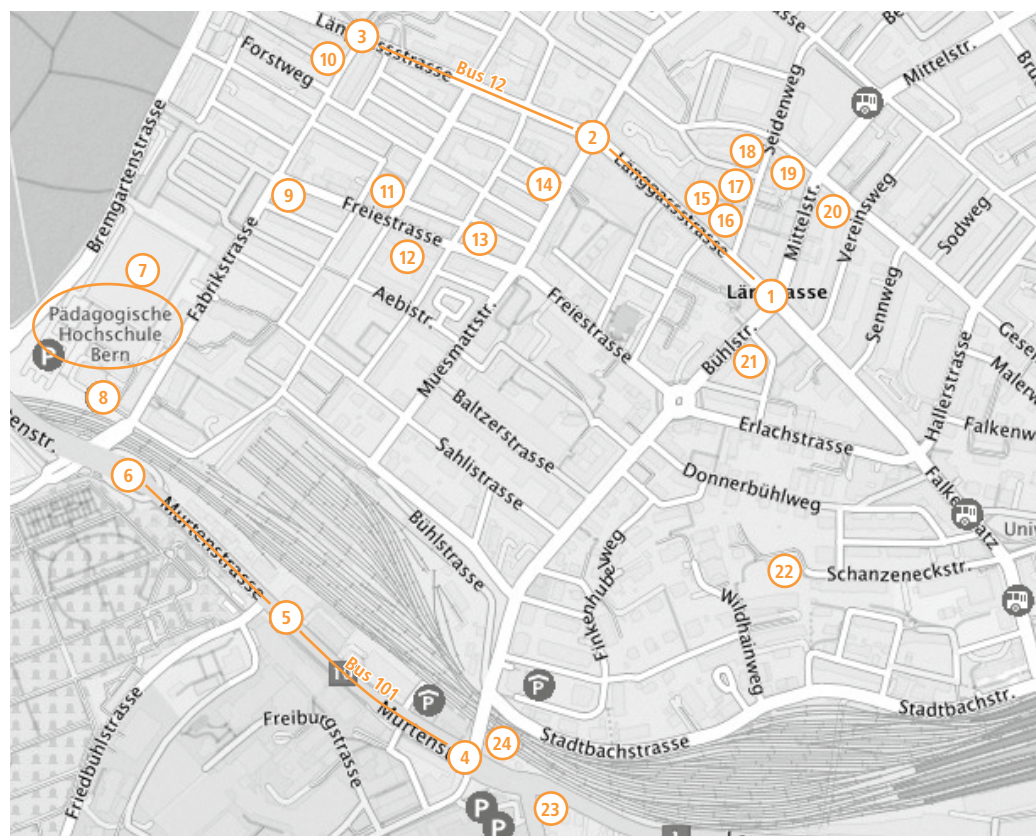 Länggassstrasse
3
10
Forstweg
Bus 12
Mittelstr.
Seidenweg
2
Bremgartenstrasse
18
19
17
14
15
16
20
9
11
Länggassstrasse
Mittelstr.
Vereinsweg
Sodweg
Freiestrasse
13
12
7
Fabrikstrasse
Aebistr.
Länggasse
1
Pädagogische
Hochschule
Bern
P
Muesmattstr.
Freiestrasse
Bühlstr.
21
Sennweg
Hallerstrasse
8
Baltzerstrasse
Erlachstrasse
Sahlistrasse
Donnerbühlweg
6
Murtenstrasse
Bühlstrasse
Falkenplatz
22
Schanzeneckstr.
5
Finkenhubelweg
Wildhainweg
Bus 101
P
P
Friedbühlstrasse
Freiburgstrasse
Stadtbachstr.
Stadtbachstrasse
4
24
P
P
23